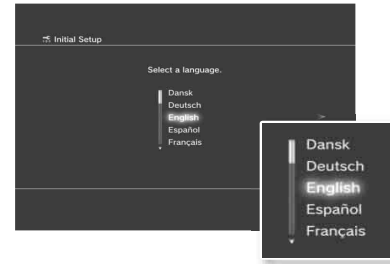 Initial Setup
Select a language.
Dansk
Deutsch
English
Español
Français
Dansk
Deutsch
English
Español
Français